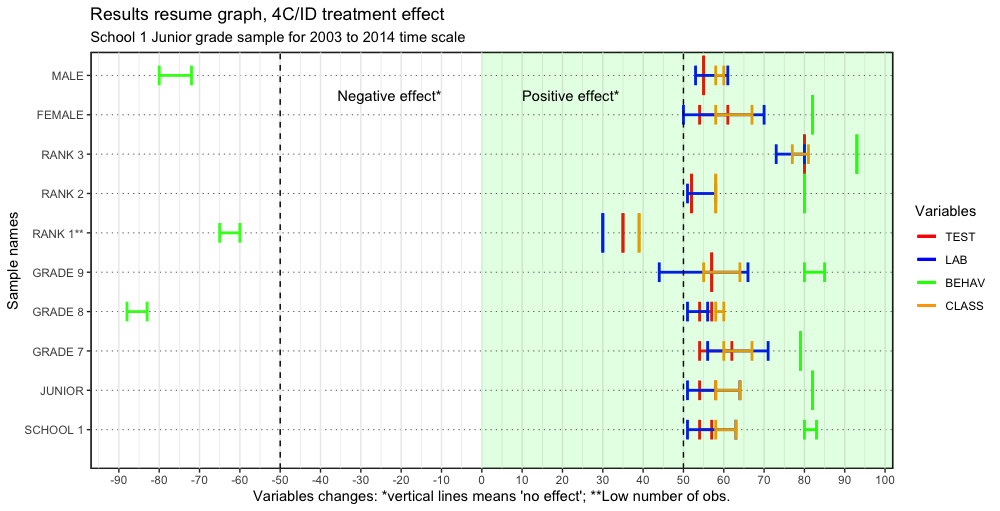 Results resume graph, 4C/ID treatment effect
School 1 Junior grade sample for 2003 to 2014 time scale
Sample names
MALE
Negative effect*
Positive effect*
FEMALE
RANK 3
RANK 2
RANK 1**
GRADE 9
GRADE 8
GRADE 7
JUNIOR
SCHOOL 1
Variables
TEST
LAB
BEHAV
CLASS
-90 -80 -70 -60 -50 -40 -30 -20 -10 0 10 20 30 40 50 60 70 80 90 100
Variables changes: *vertical lines means 'no effect'; **Low number of obs.